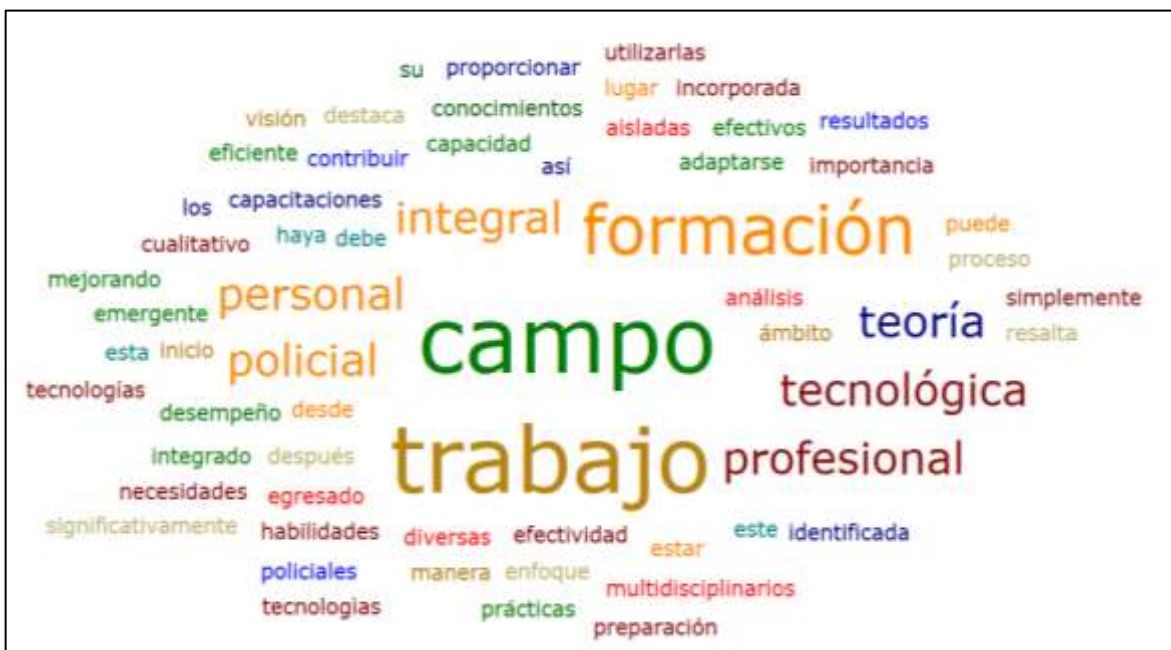 utilizarlas
su proporcionar
lugar incorporada
visión destaca conocimientos
aisladas efectivos resultados
eficiente contribuir capacidad
así adaptarse importancia
los capacitaciones integral formación puede
cualitativo haya debe
proceso
mejorando personal
emergente
campo
análisis teoría simplemente
ámbito resalta
esta inicio policial
tecnologías
tecnológica
desempeño desde
trabajo profesional
integrado después
necesidades egresado
significativamente habilidades diversas efectividad este identificada
estar
policiales manera enfoque
multidisciplinarios
tecnologìas prácticas
preparación